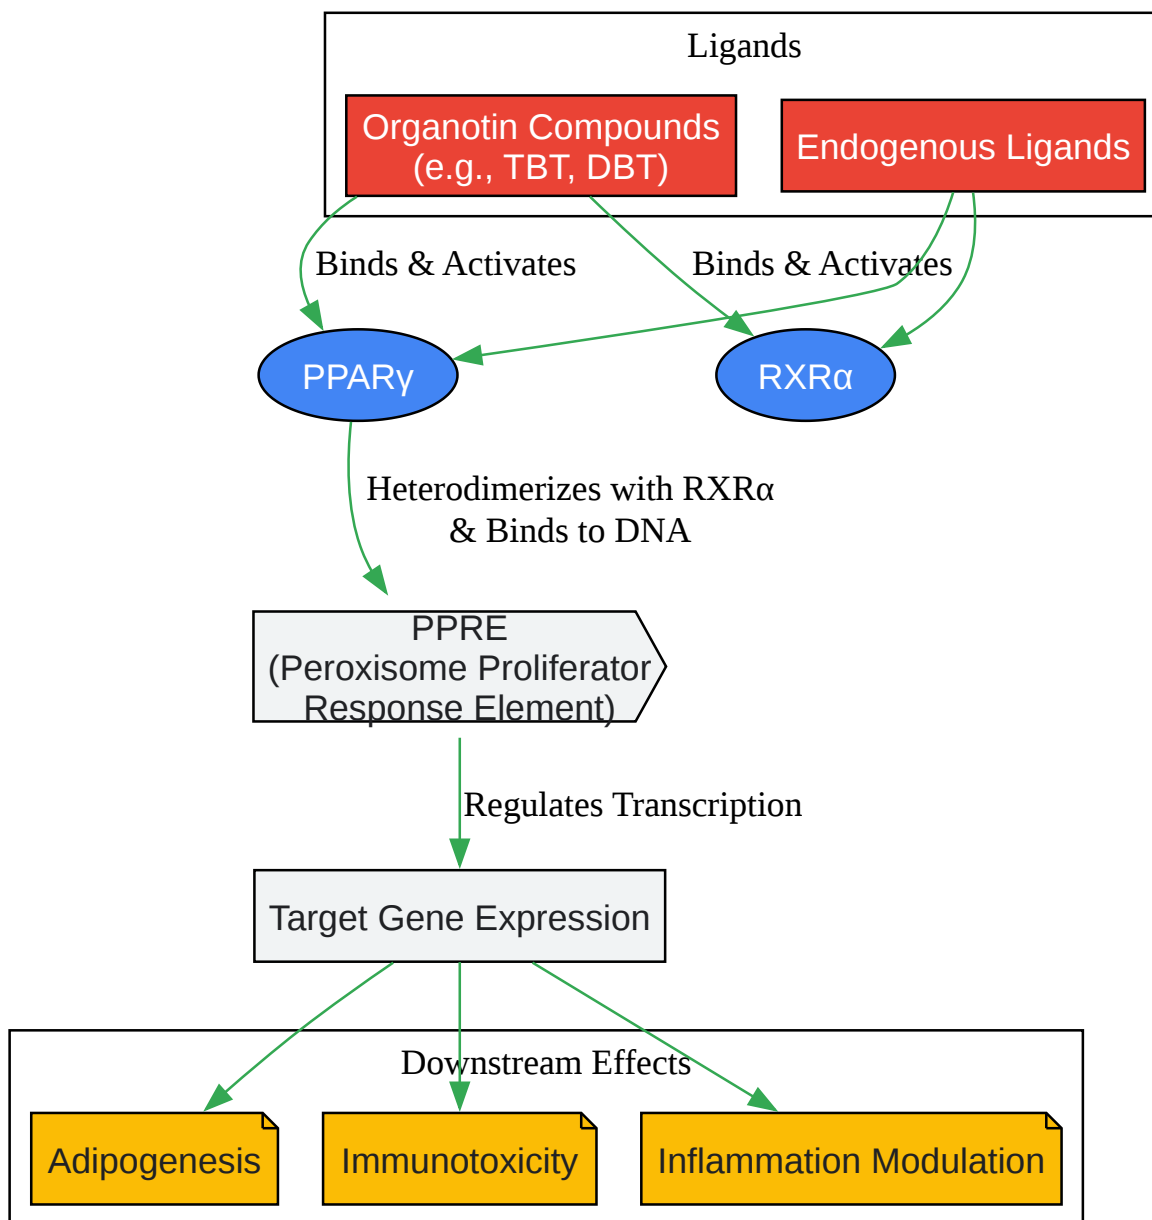 Ligands
Organotin Compounds
(e.g., TBT, DBT)
Endogenous Ligands
Binds & Activates
Binds & Activates
PPARγ
RXRα
Heterodimerizes with RXRα
& Binds to DNA
PPRE
(Peroxisome Proliferator
Response Element)
Regulates Transcription
Target Gene Expression
Downstream Effects
Adipogenesis
Immunotoxicity
Inflammation Modulation